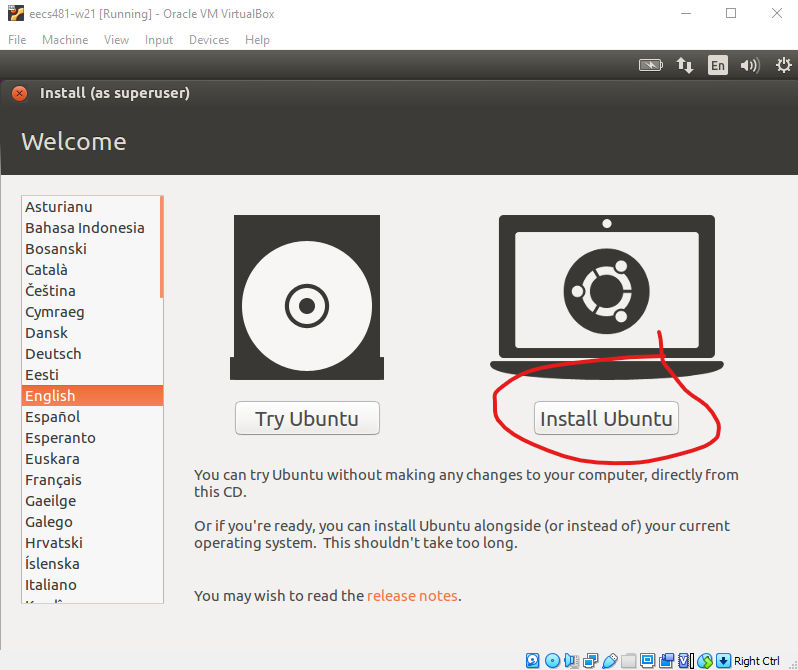 eecs481-w21 [Running] - Oracle VM VirtualBox
File Machine View Input Devices Help
En
Install (as superuser)
Welcome
Asturianu
Bahasa Indonesia
Bosanski
Català
Čeština
Cymraeg
Dansk
Deutsch
Eesti
English
Español
Esperanto
Euskara
Français
Gaeilge
Galego
Hrvatski
Íslenska
Italiano
Try Ubuntu
Install Ubuntu
You can try Ubuntu without making any changes to your computer, directly from
this CD.
Or if you're ready, you can install Ubuntu alongside (or instead of) your current
operating system. This shouldn't take too long.
You may wish to read the release notes.
Right Ctrl